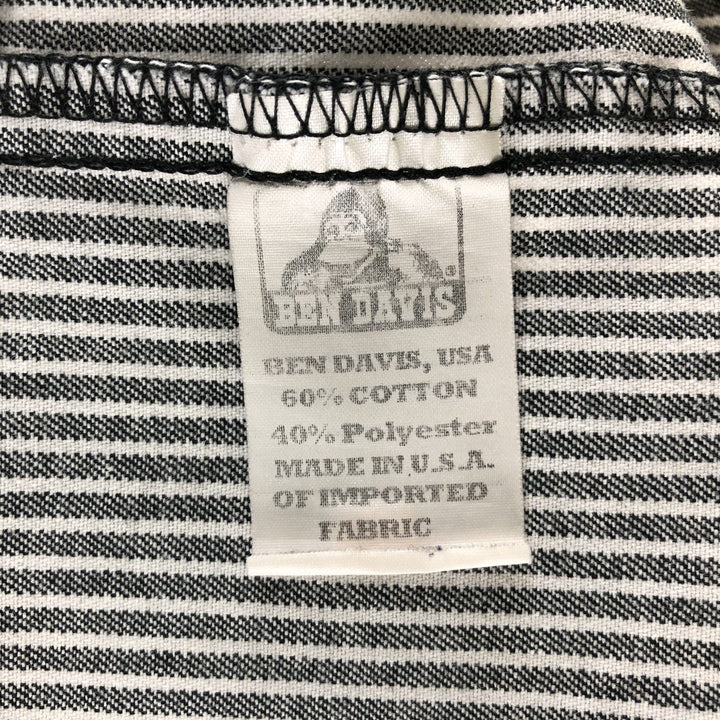 BEN DAVIS
®
BEN DAVIS, USA
60% COTTON
40% Polyester
MADE IN U.S.A.
OF IMPORTED
FABRIC